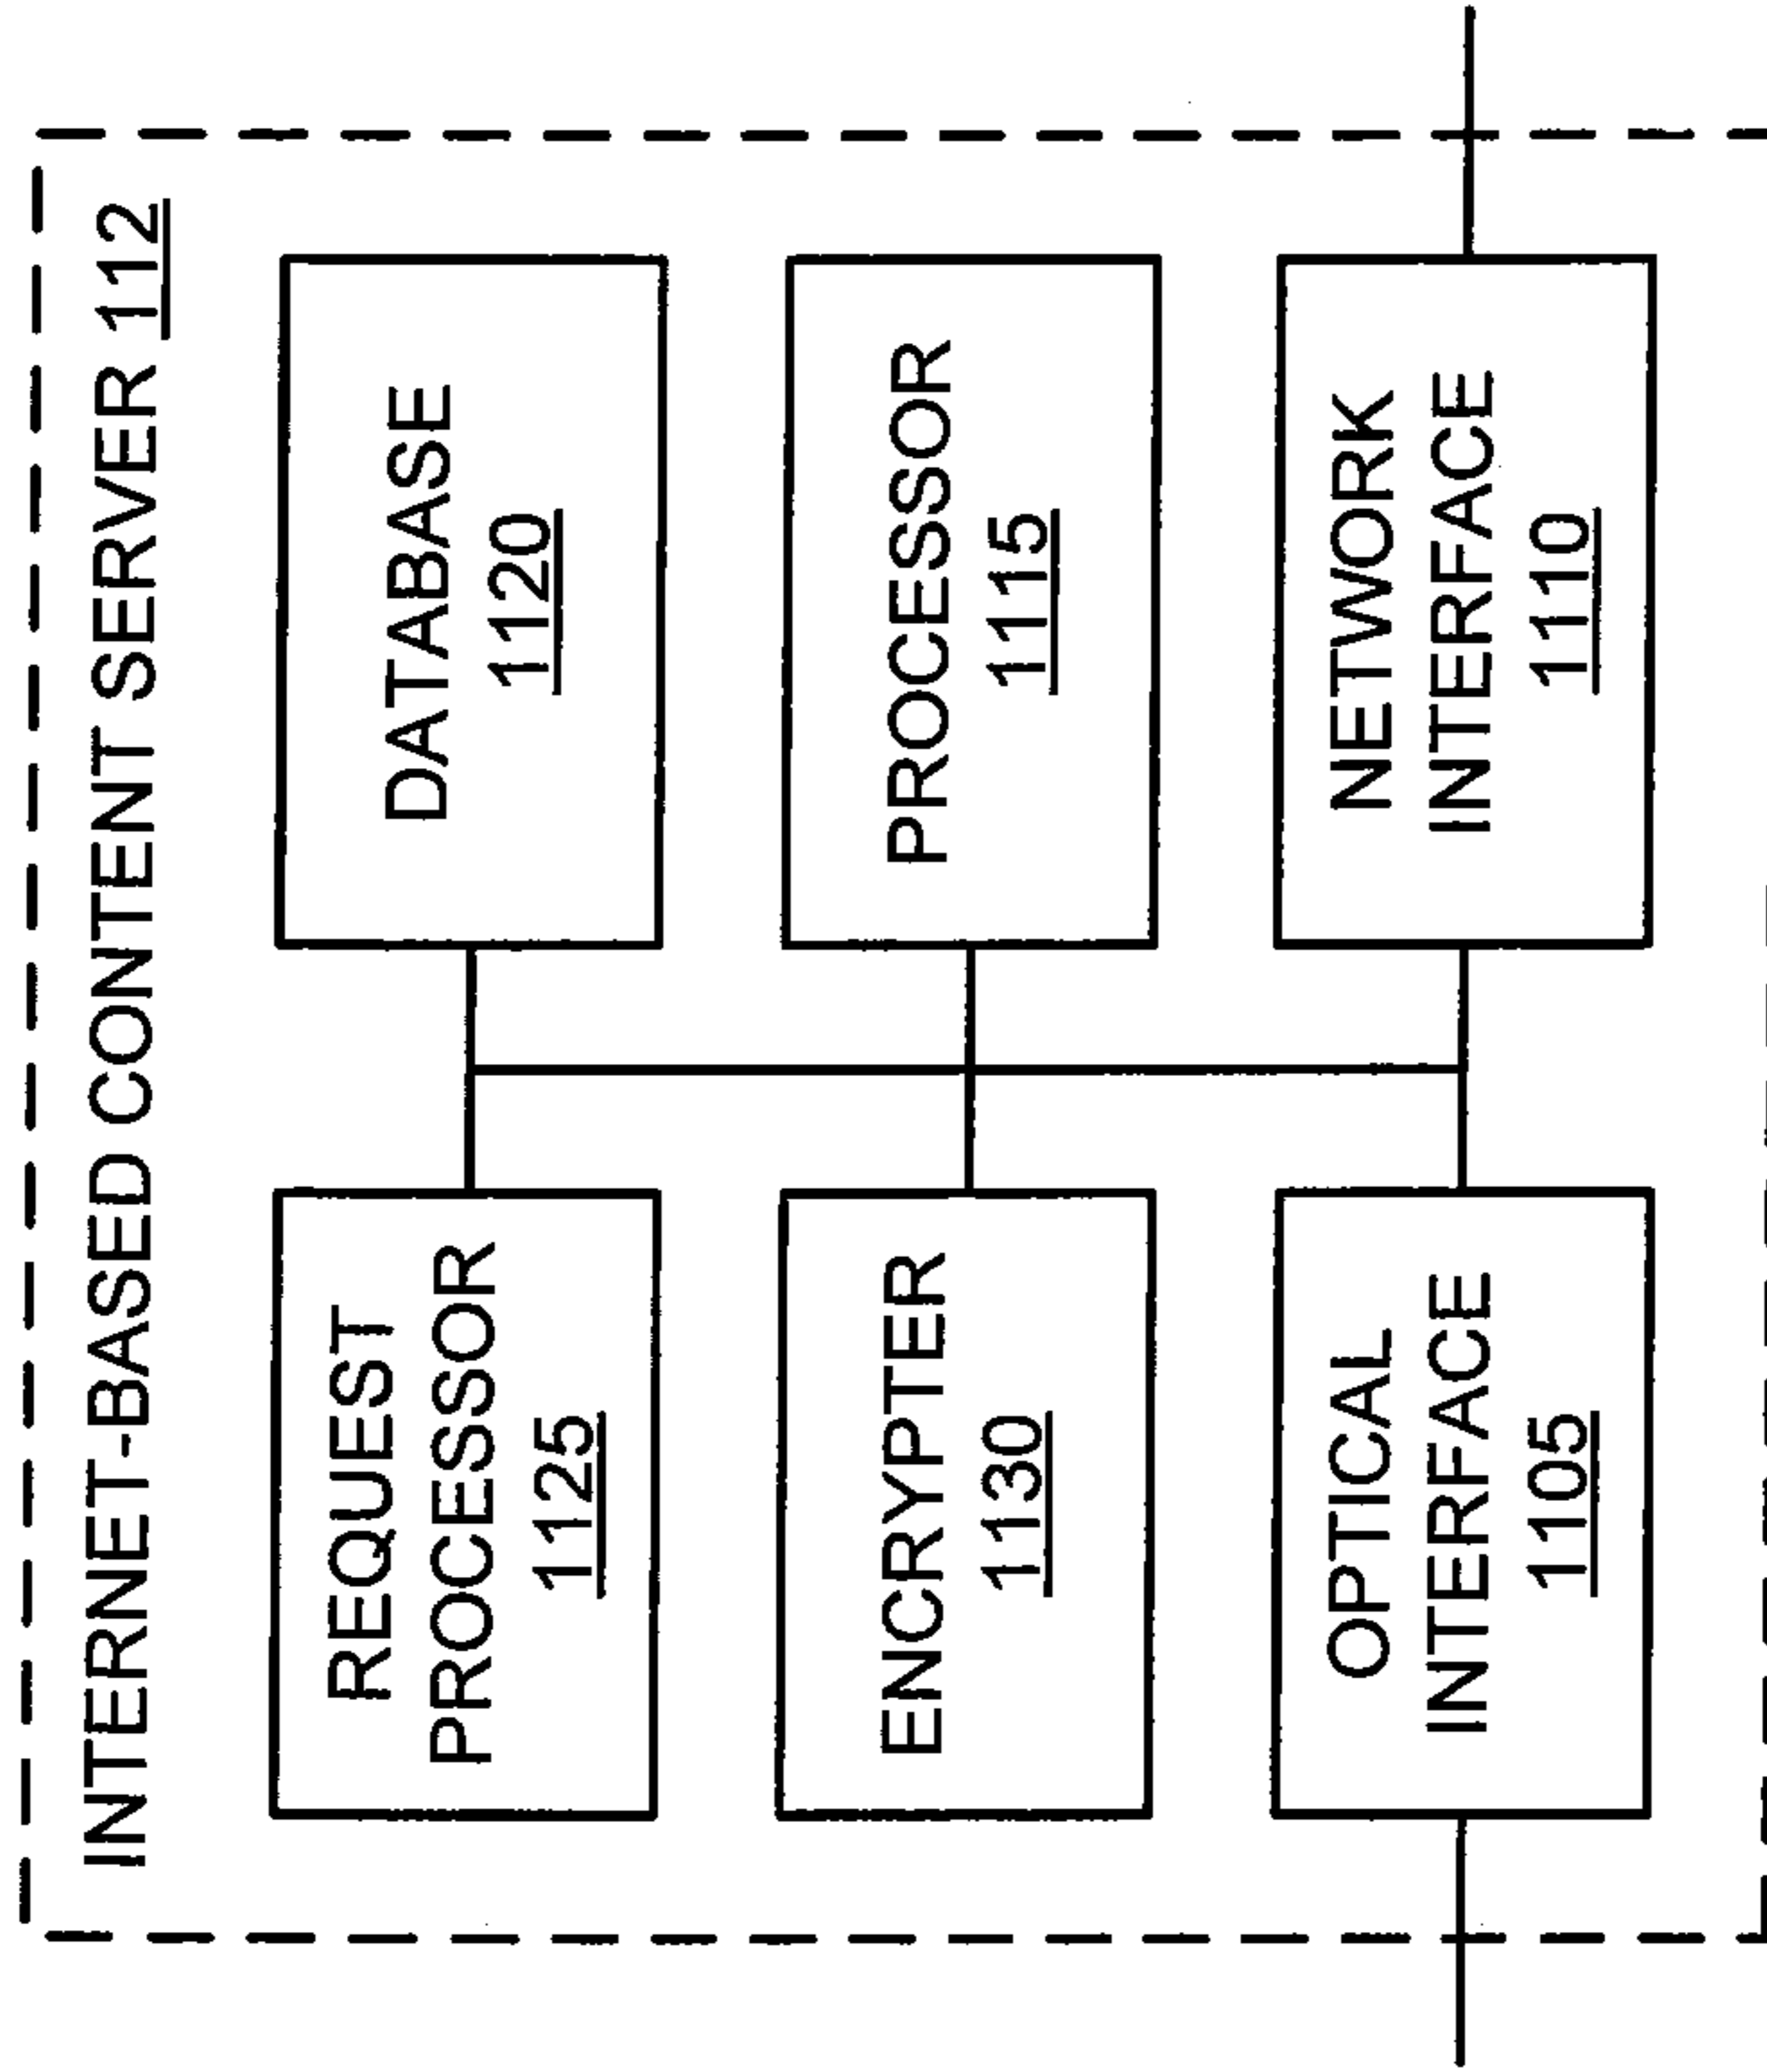 INTERNET-BASED CONTENT SERVER 112
REQUEST
PROCESSOR
1125
DATABASE
1120
ENCRYPTER
1130
PROCESSOR
1115
OPTICAL
INTERFACE
1105
NETWORK
INTERFACE
1110